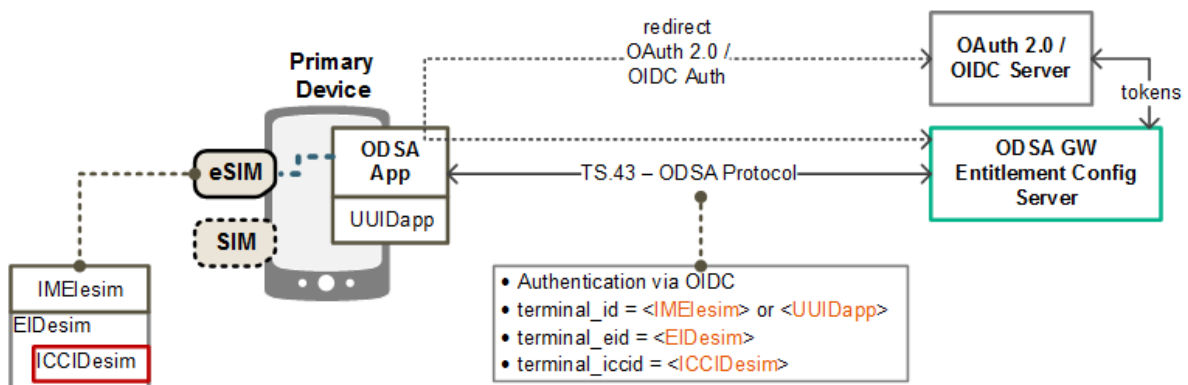 redirect
OAuth 2.0 /
OIDC Auth
OAuth 2.0 /
OIDC Server
tokens
Primary
Device
eSIM
SIM
ODSA
App
UUIDapp
TS.43 – ODSA Protocol
ODSA GW
Entitlement Config
Server
IMEIesim
EIDesim
ICCIDesim
• Authentication via OIDC
• terminal_id = <IMEIesim> or <UUIDapp>
• terminal_eid = <EIDesim>
• terminal_iccid = <ICCIDesim>